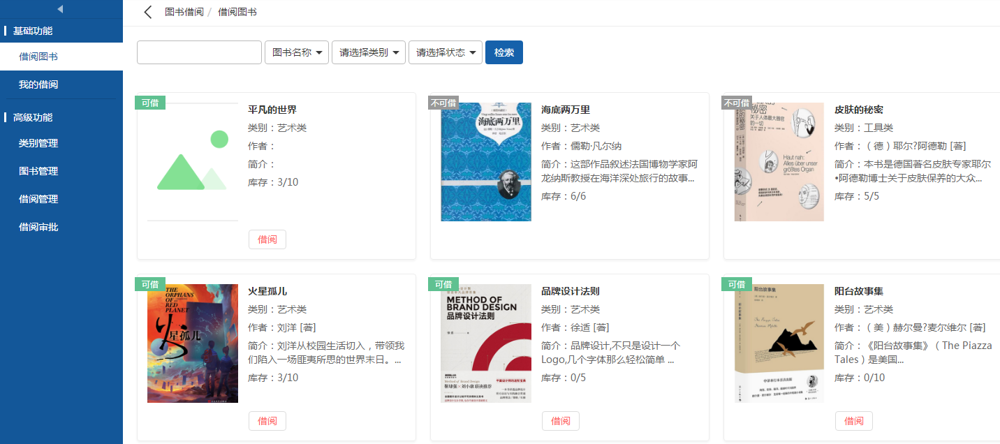 图书借阅 / 借阅图书
基础功能
借阅图书
我的借阅
高级功能
类别管理
图书管理
借阅管理
借阅审批
图书名称 请选择类别 请选择状态 检索
可借
平凡的世界
类别：艺术类
作者：
简介：
库存：3/10
借阅
不可借
海底两万里
海底两万里
类别：艺术类
作者：儒勒·凡尔纳
简介：这部作品叙述法国博物学家阿
龙纳斯教授在海洋深处旅行的故事...
库存：6/6
不可借
关于人体最大器官
的一切
Haut nah:
Alles über unser
größtes Organ
皮肤的秘密
类别：工具类
作者：（德）耶尔?阿德勒 [著]
简介：本书是德国著名皮肤专家耶尔
•阿德勒博士关于皮肤保养的大众...
库存：5/5
可借
THE
ORPHANS
OF
RED
PLANET
火星孤儿
火星孤儿
类别：艺术类
作者：刘洋 [著]
简介：刘洋从校园生活切入，带领我
们陷入一场匪夷所思的世界末日。...
库存：3/10
借阅
可借
METHOD OF
BRAND DESIGN
品牌设计法则
品牌设计法则
类别：艺术类
作者：徐适 [著]
简介：品牌设计,不只是设计一个
Logo,几个字体那么轻松简单 ...
库存：0/5
借阅
可借
阳台故事集
The Piazza Tales
Herman Melville
阳台故事集
类别：艺术类
作者：（美）赫尔曼?麦尔维尔 [著]
简介：《阳台故事集》（The Piazza
Tales）是美国...
库存：0/10
借阅